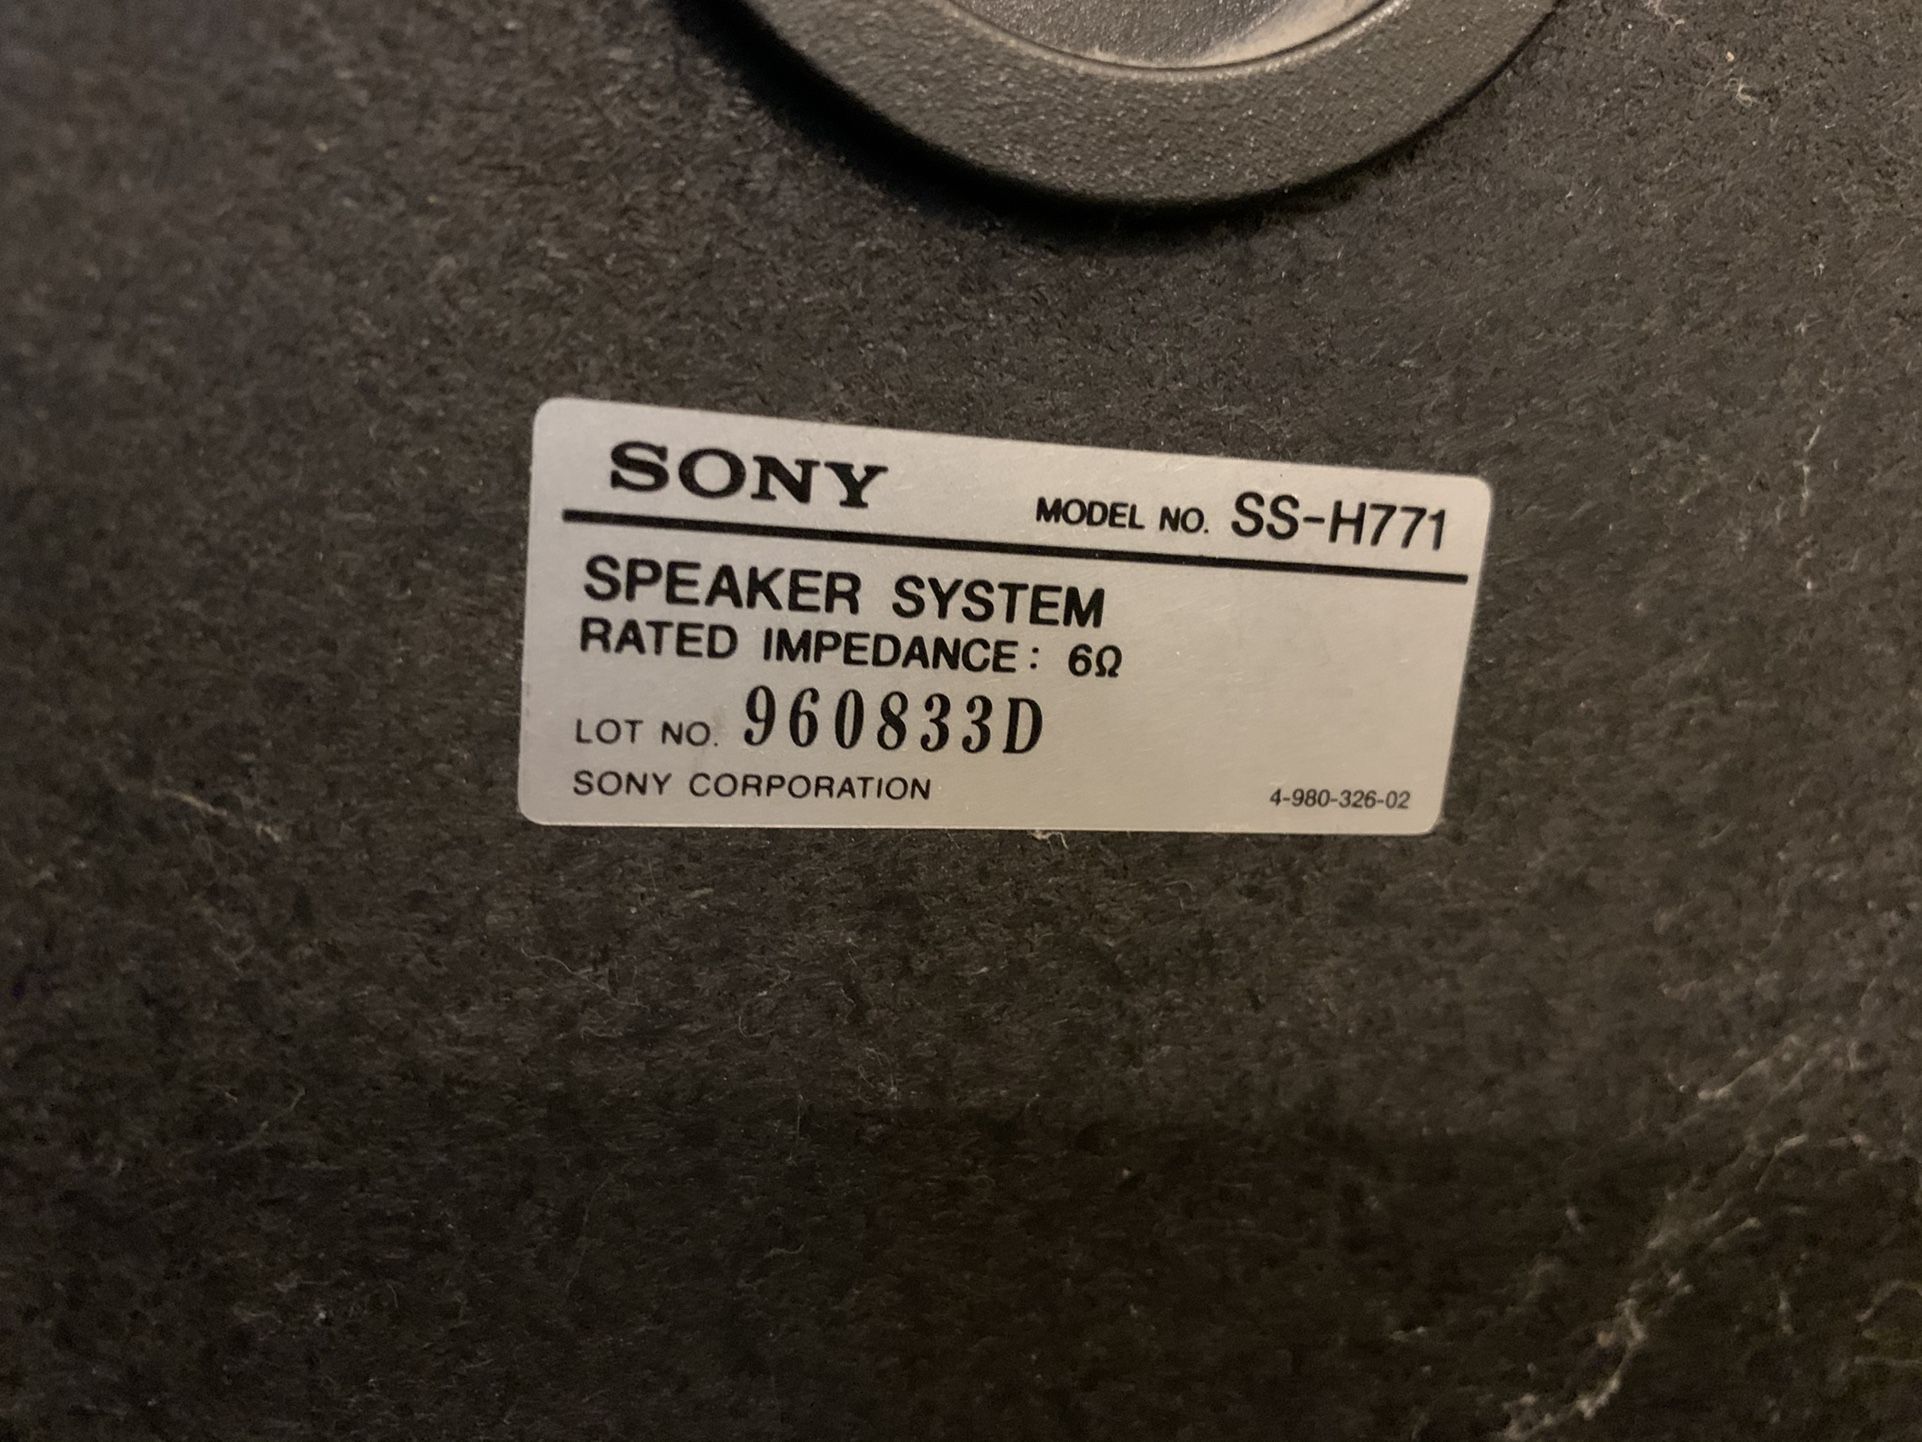 SONY
MODEL NO. SS-H771
SPEAKER SYSTEM
RATED IMPEDANCE: 6Ω
LOT NO. 960833D
SONY CORPORATION
4-980-326-02